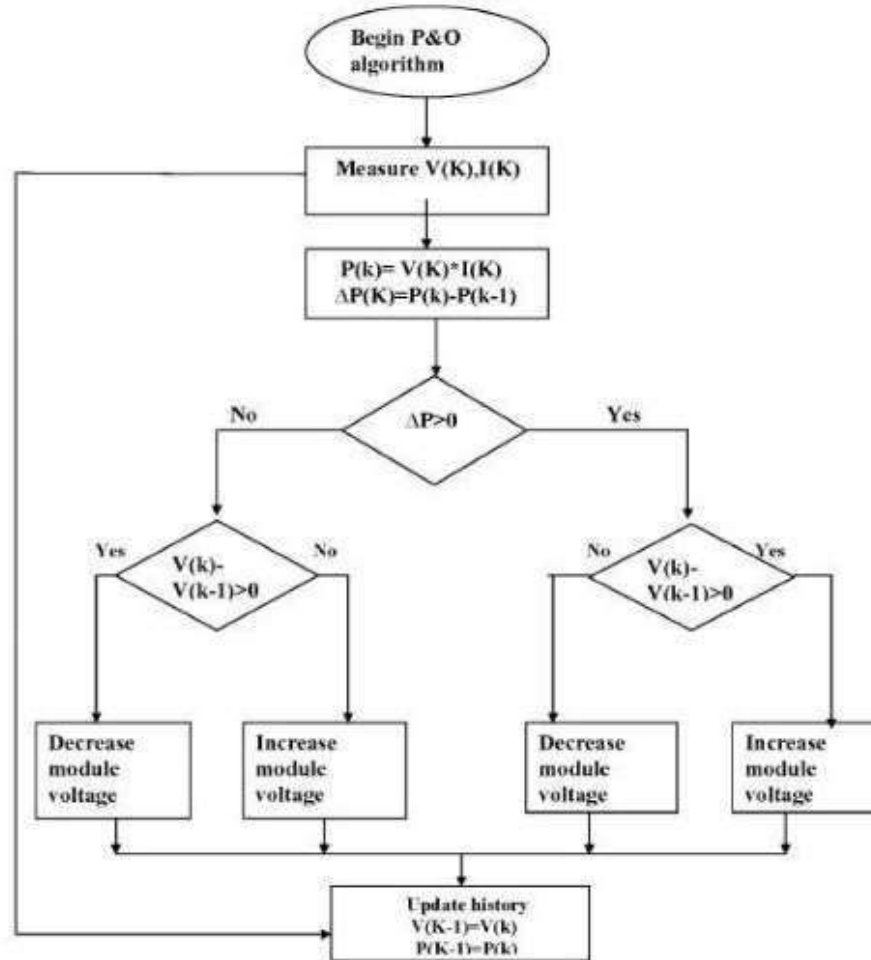 Begin P&O
algorithm
Measure V(K),I(K)
P(k)= V(K)*I(K)
ΔP(K)=P(k)-P(k-1)
ΔP>0
No
Yes
Yes
V(k)-
V(k-1)>0
No
No
V(k)-
V(k-1)>0
Yes
Decrease
module
voltage
Increase
module
voltage
Decrease
module
voltage
Increase
module
voltage
Update history
V(K-1)=V(k)
P(K-1)=P(k)